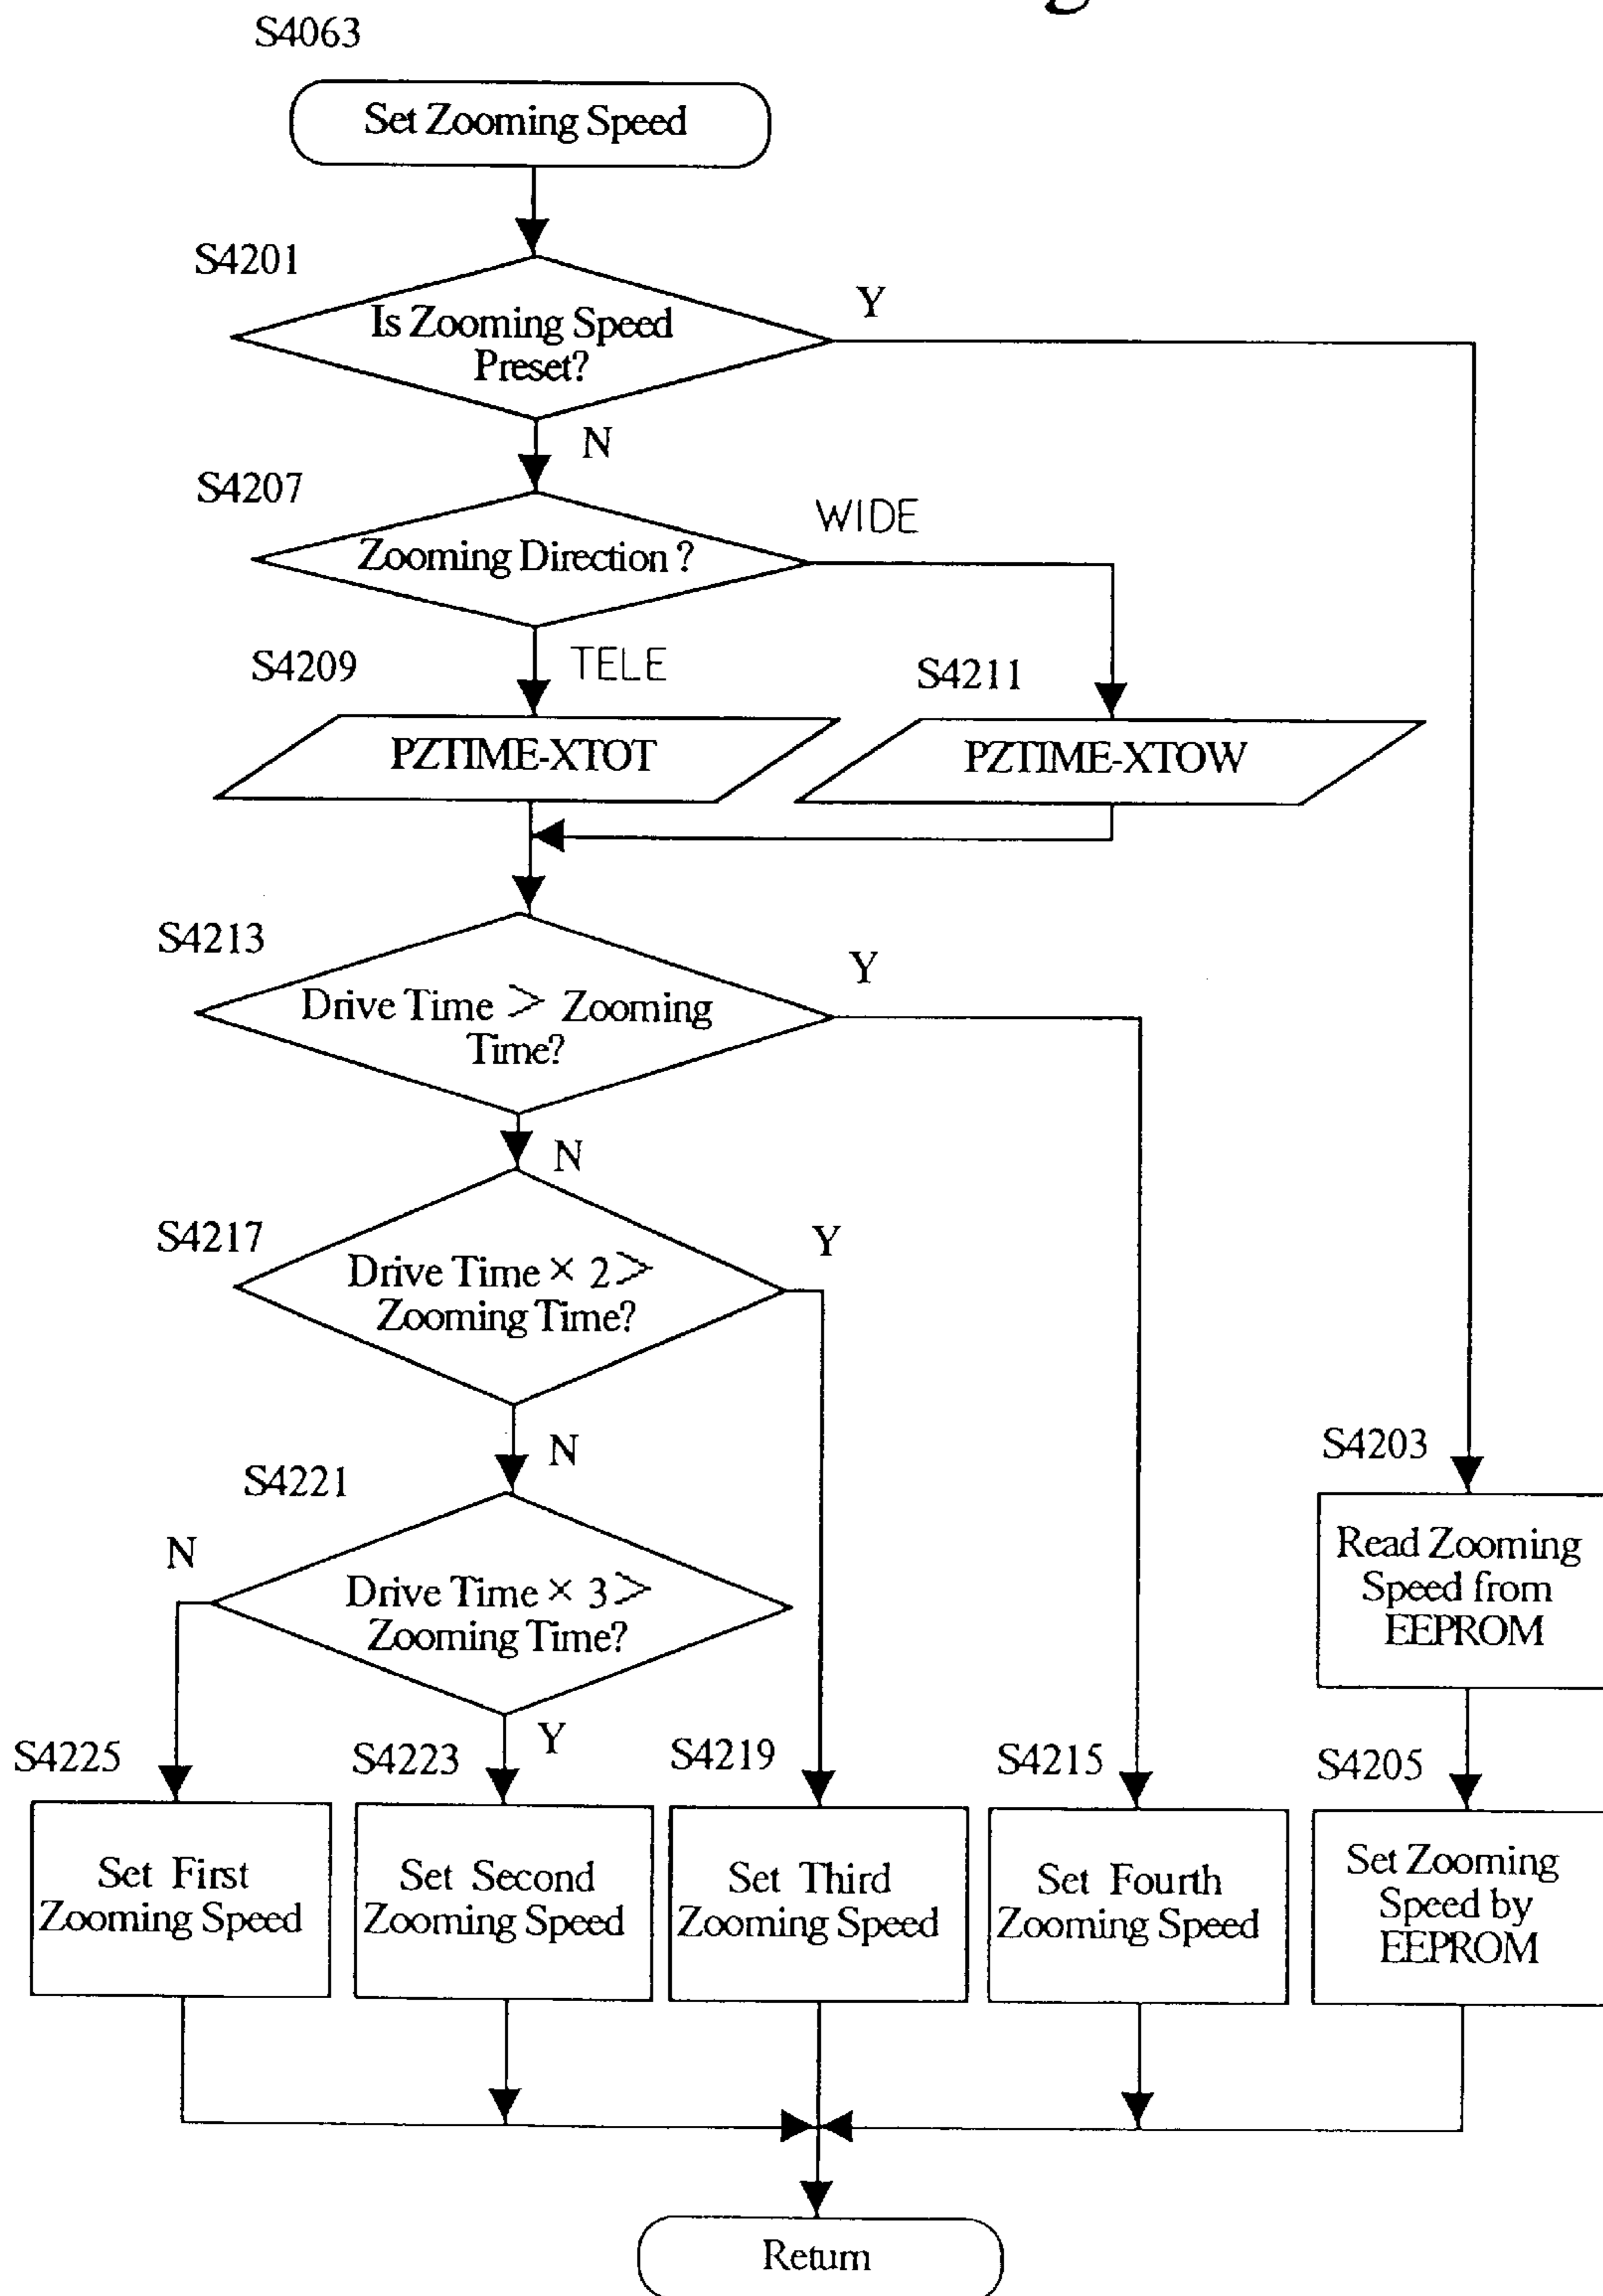 S4063
Set Zooming Speed
S4201
Is Zooming Speed
Preset?
Y
N
S4207
Zooming Direction ?
WIDE
TELE
S4209
PZTIME-XTOT
S4211
PZTIME-XTOW
S4213
Drive Time > Zooming
Time?
Y
N
S4217
Drive Time × 2 >
Zooming Time?
Y
N
S4221
Drive Time × 3 >
Zooming Time?
N
Y
S4203
Read Zooming
Speed from
EEPROM
S4225
Set First
Zooming Speed
S4223
Set Second
Zooming Speed
S4219
Set Third
Zooming Speed
S4215
Set Fourth
Zooming Speed
S4205
Set Zooming
Speed by
EEPROM
Return